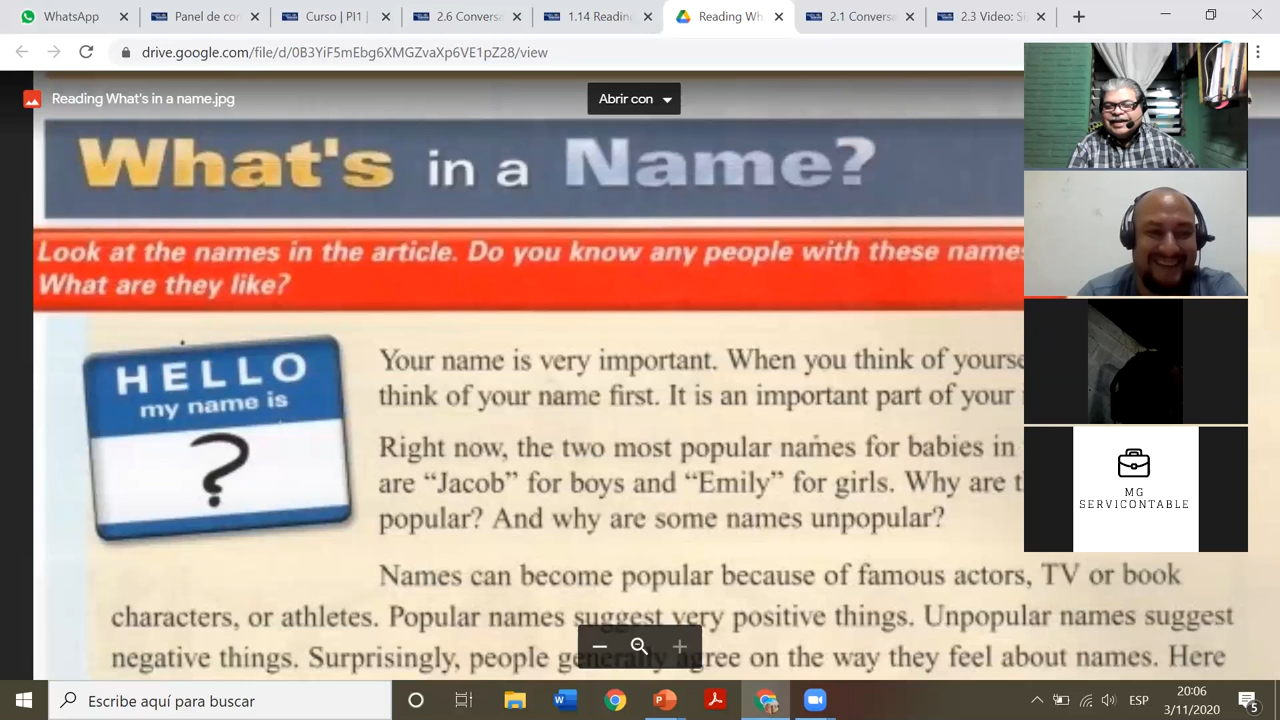 WhatsApp
Panel de co
Curso | PI1 |
2.6 Convers
1.14 Readin
Reading Wh
2.1 Convers
2.3 Video: Si
drive.google.com/file/d/0B3YiF5mEbg6XMGZvaXp6VE1pZ28/view
Reading What's in a name.jpg
Abrir con
What's in a Name?
Look at the names in the article. Do you know any people with these names
What are they like?
HELLO
my name is
?
Your name is very important. When you think of yourse
think of your name first. It is an important part of your
Right now, the two most popular names for babies in
are “Jacob” for boys and “Emily” for girls. Why are t
popular? And why are some names unpopular?
Names can become popular because of famous actors, TV or book
characters, or athletes. Popular names suggest very positive things. Unpopular names suggest
negative things. Surprisingly, people generally agree on the way they feel about names. Here
MG
SERVICONTABLE
Escribe aquí para buscar
ESP
20:06
3/11/2020
5